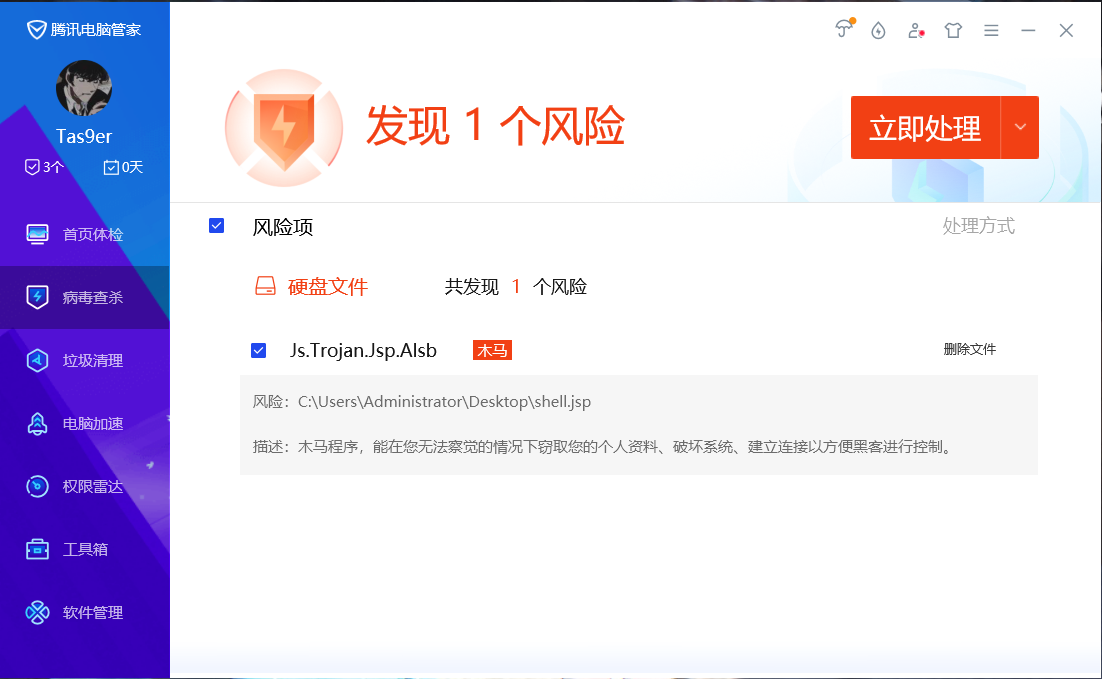 腾讯电脑管家
Tas9er
3个 0天
首页体检
病毒查杀
垃圾清理
电脑加速
权限雷达
工具箱
软件管理
发现 1 个风险
立即处理
风险项 处理方式
硬盘文件 共发现 1 个风险
Js.Trojan.Jsp.Alsb 木马 删除文件
风险：C:\Users\Administrator\Desktop\shell.jsp
描述：木马程序，能在您无法察觉的情况下窃取您的个人资料、破坏系统、建立连接以方便黑客进行控制。